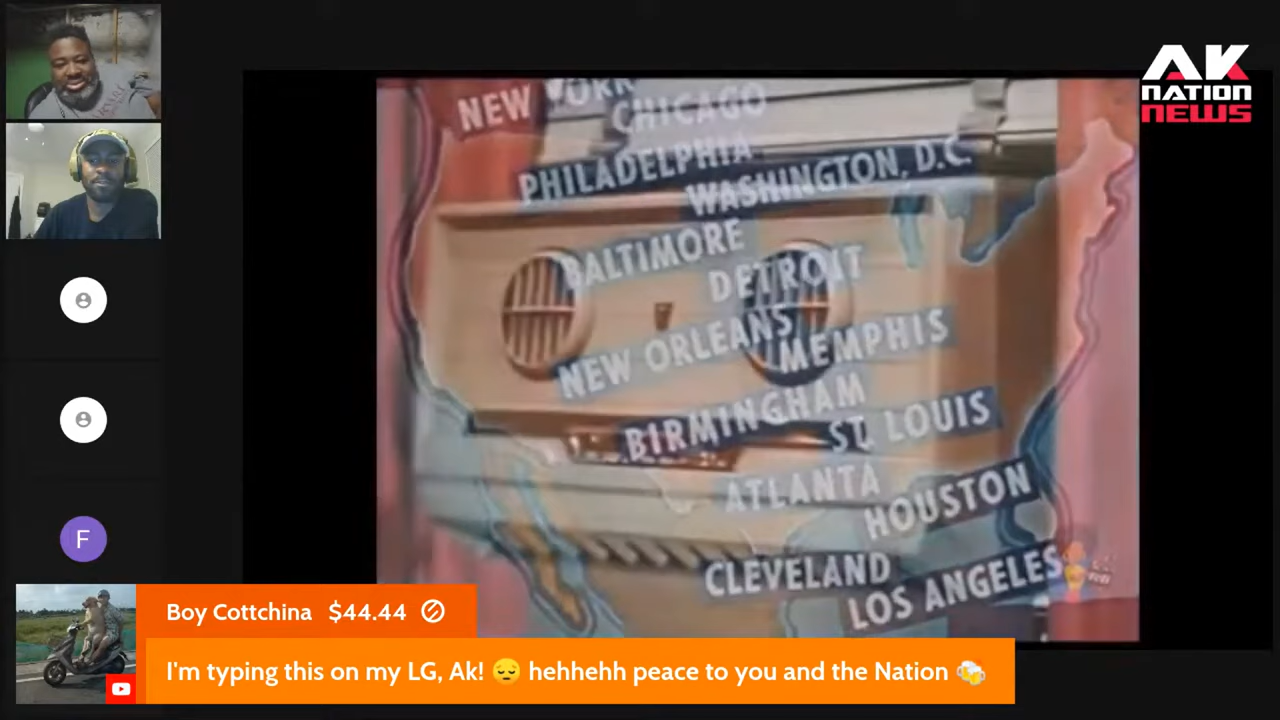 AK
NATION
NEWS
NEW YORK
CHICAGO
PHILADELPHIA
WASHINGTON, D.C.
BALTIMORE
DETROIT
NEW ORLEANS
MEMPHIS
BIRMINGHAM
ST. LOUIS
ATLANTA
HOUSTON
CLEVELAND
LOS ANGELES
F
Boy Cottchina $44.44
I'm typing this on my LG, Ak! 😔 hehhehh peace to you and the Nation 🍻